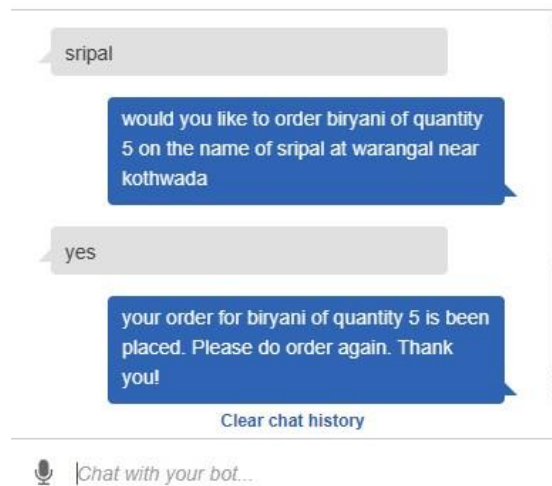 sripal
would you like to order biryani of quantity
5 on the name of sripal at warangal near
kothwada
yes
your order for biryani of quantity 5 is been
placed. Please do order again. Thank
you!
Clear chat history
Chat with your bot...